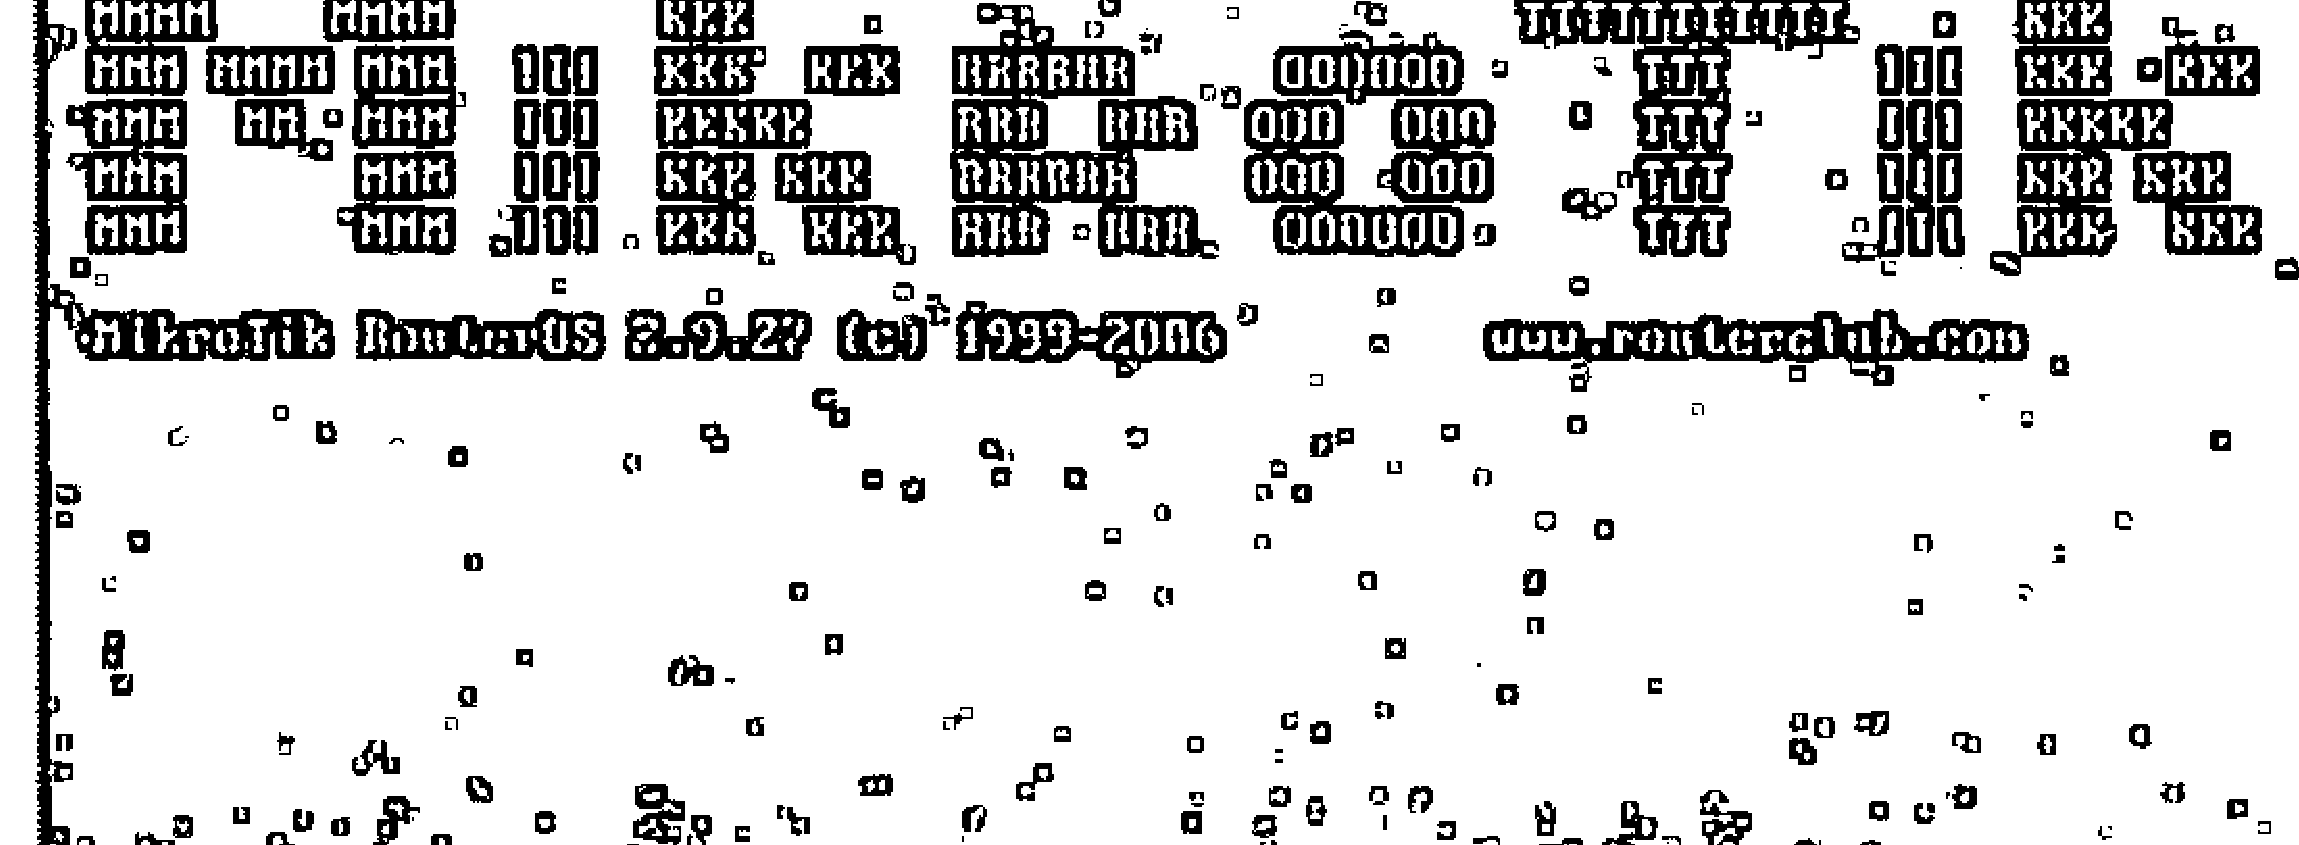 MMMM    MMMM       KKK                          TTTTTTTTTTT      KKK
MMM MMMM MMM  III  KKK  KKK  RRRRRR     OOOOOO      TTT     III  KKK  KKK
MMM  MM  MMM  III  KKKKK     RRR  RRR  OOO  OOO     TTT     III  KKKKK
MMM      MMM  III  KKK KKK   RRRRRR    OOO  OOO     TTT     III  KKK KKK
MMM      MMM  III  KKK  KKK  RRR  RRR   OOOOOO      TTT     III  KKK  KKK
MikroTik RouterOS 2.9.27 (c) 1999-2006         www.routerclub.com